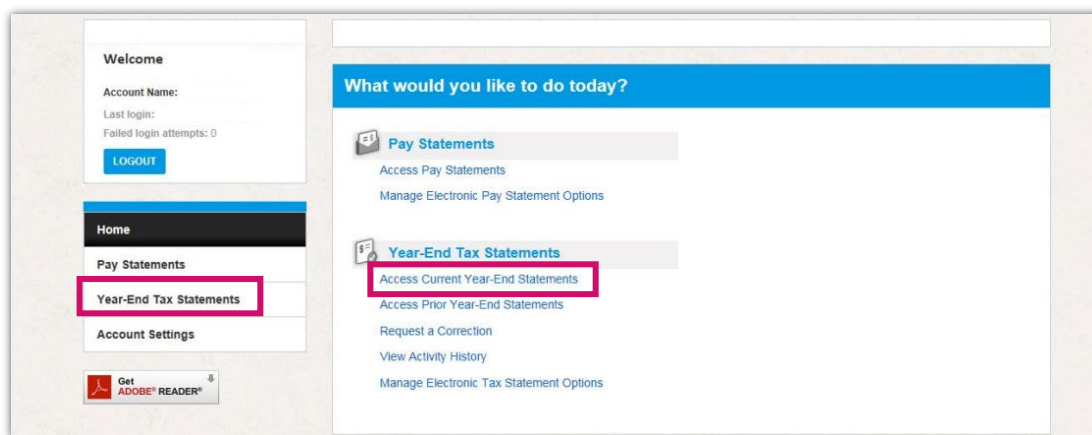 Welcome
Account Name:
Last login:
Failed login attempts: 0
LOGOUT
Home
Pay Statements
Year-End Tax Statements
Account Settings
Get
ADOBE® READER®
What would you like to do today?
Pay Statements
Access Pay Statements
Manage Electronic Pay Statement Options
Year-End Tax Statements
Access Current Year-End Statements
Access Prior Year-End Statements
Request a Correction
View Activity History
Manage Electronic Tax Statement Options